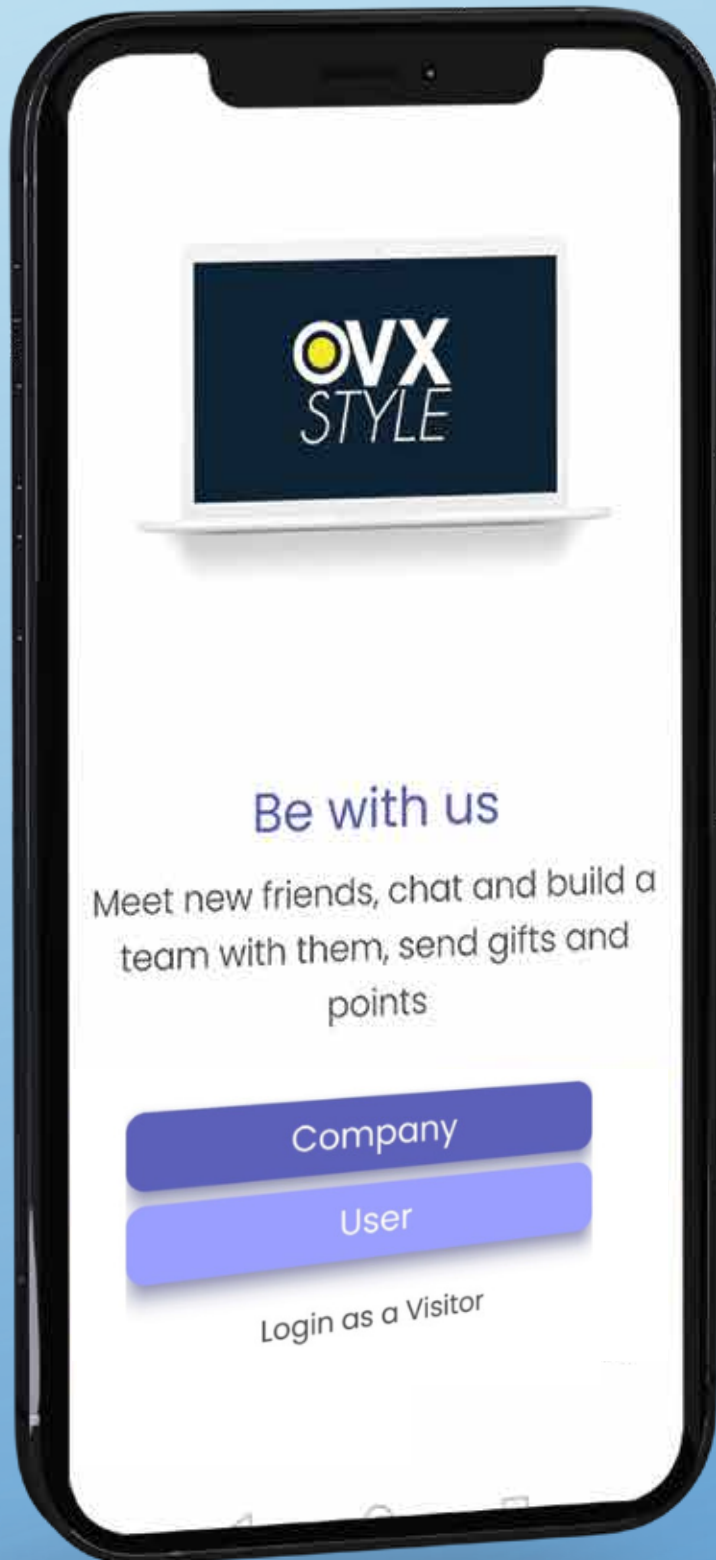 OVX
STYLE
Be with us
Meet new friends, chat and build a
team with them, send gifts and
points
Company
User
Login as a Visitor